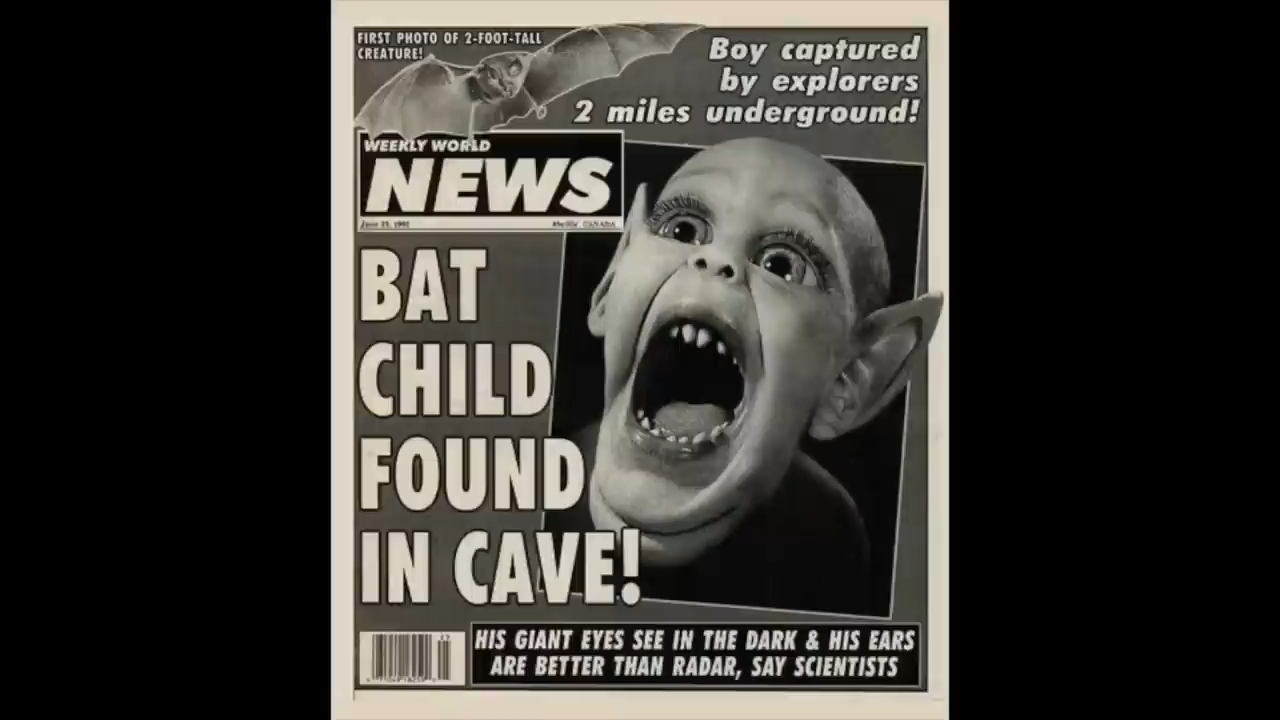 FIRST PHOTO OF 2-FOOT-TALL
CREATURE!
Boy captured
by explorers
2 miles underground!
WEEKLY WORLD
NEWS
BAT
CHILD
FOUND
IN CAVE!
HIS GIANT EYES SEE IN THE DARK & HIS EARS
ARE BETTER THAN RADAR, SAY SCIENTISTS